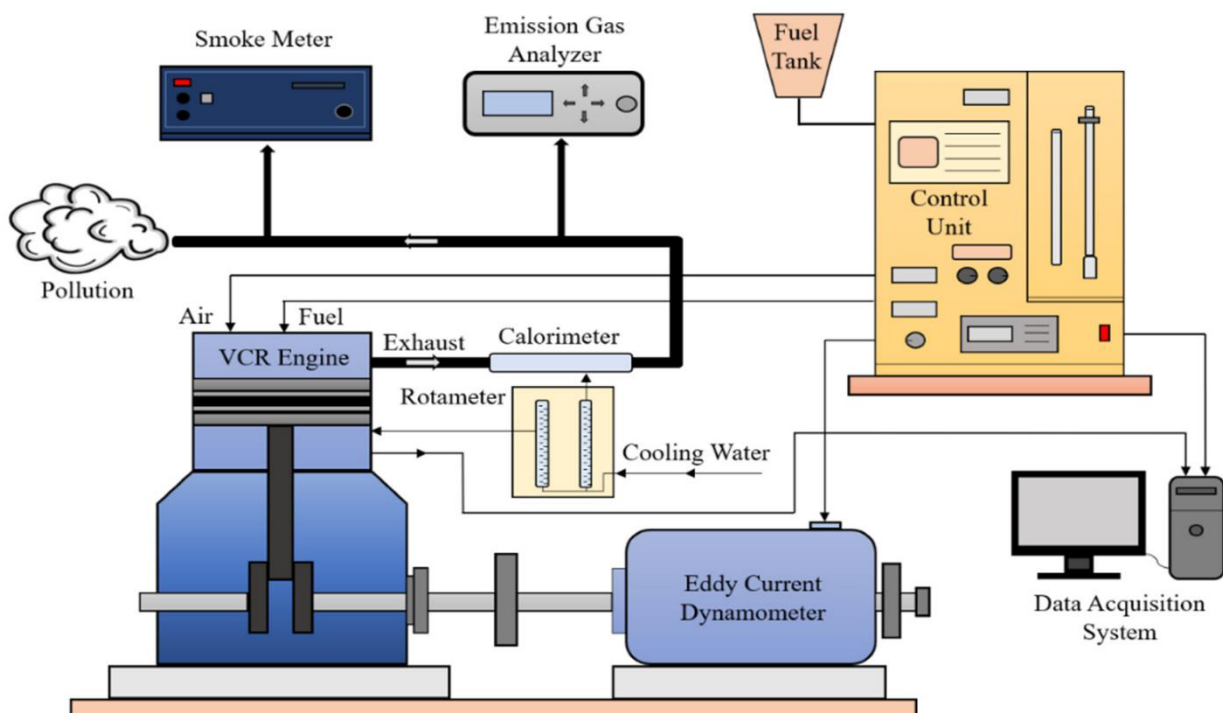 Smoke Meter
Emission Gas
Analyzer
Fuel
Tank
Control
Unit
Pollution
Air
Fuel
VCR Engine
Exhaust
Calorimeter
Rotameter
Cooling Water
Eddy Current
Dynamometer
Data Acquisition
System